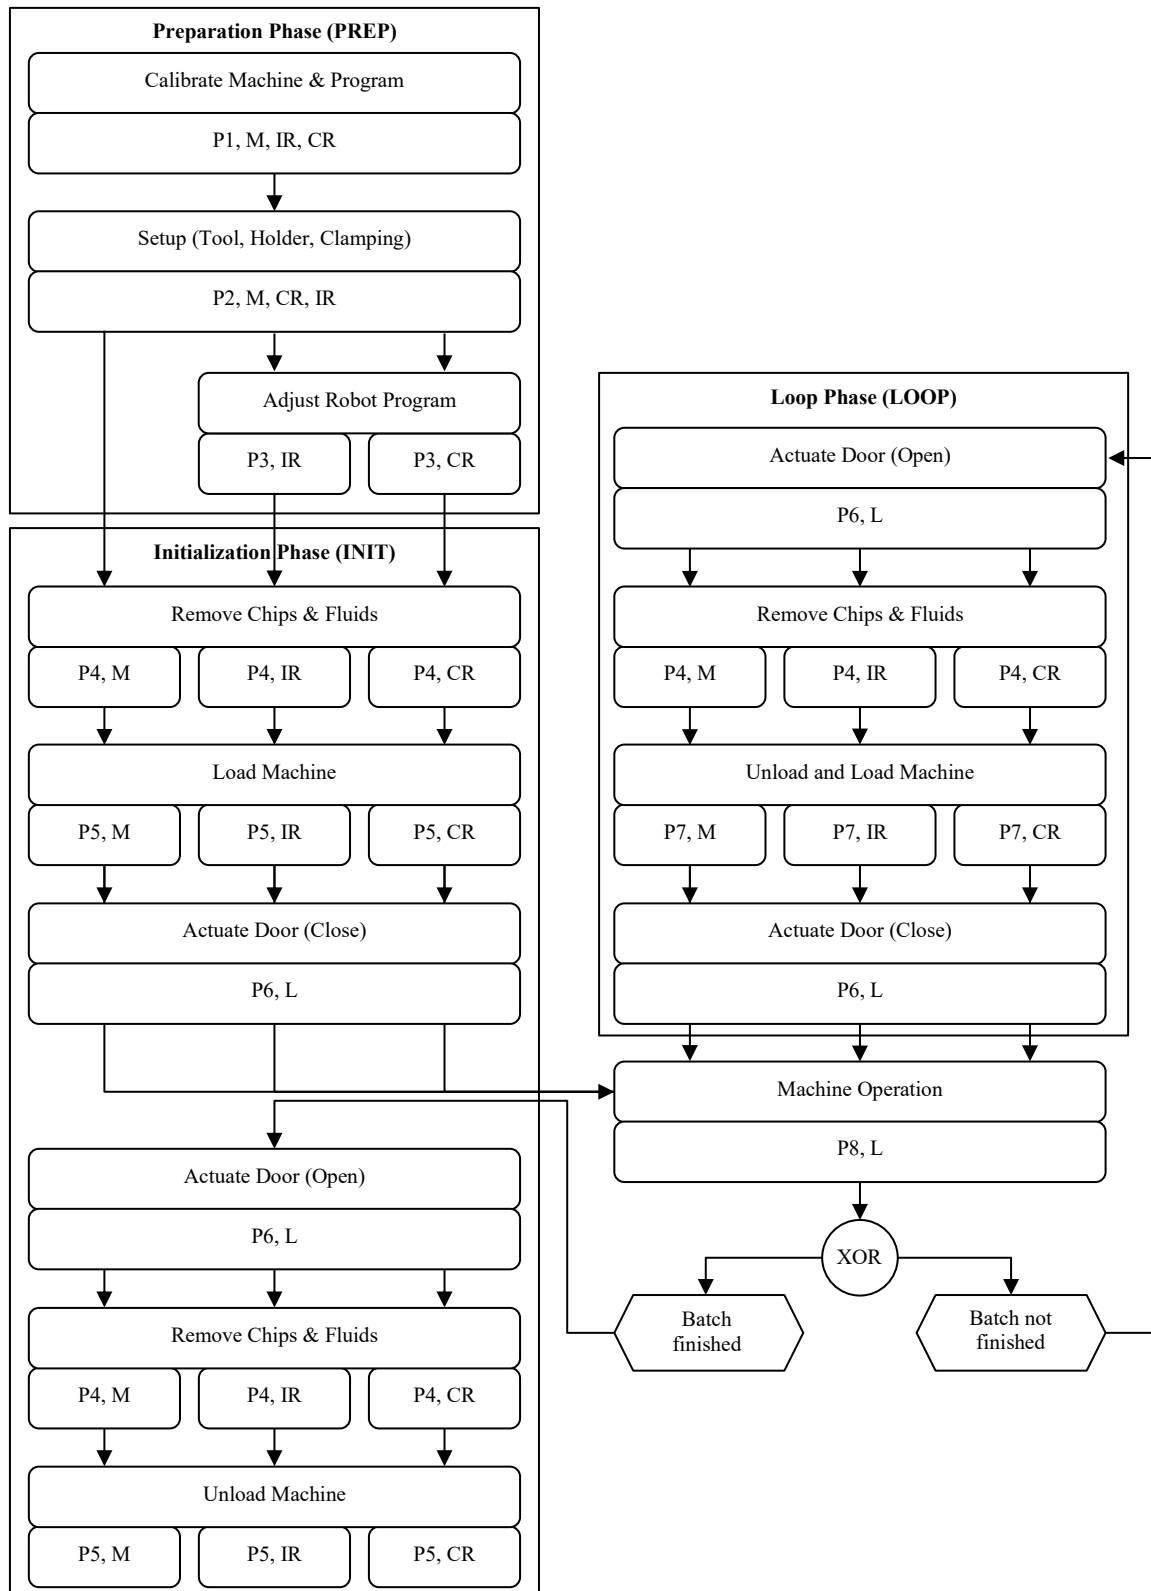 Preparation Phase (PREP)
Calibrate Machine & Program
P1, M, IR, CR
Setup (Tool, Holder, Clamping)
P2, M, CR, IR
Adjust Robot Program
P3, IR
P3, CR
Initialization Phase (INIT)
Remove Chips & Fluids
P4, M
P4, IR
P4, CR
Load Machine
P5, M
P5, IR
P5, CR
Actuate Door (Close)
P6, L
Actuate Door (Open)
P6, L
Remove Chips & Fluids
P4, M
P4, IR
P4, CR
Unload Machine
P5, M
P5, IR
P5, CR
Loop Phase (LOOP)
Actuate Door (Open)
P6, L
Remove Chips & Fluids
P4, M
P4, IR
P4, CR
Unload and Load Machine
P7, M
P7, IR
P7, CR
Actuate Door (Close)
P6, L
Machine Operation
P8, L
XOR
Batch
finished
Batch not
finished